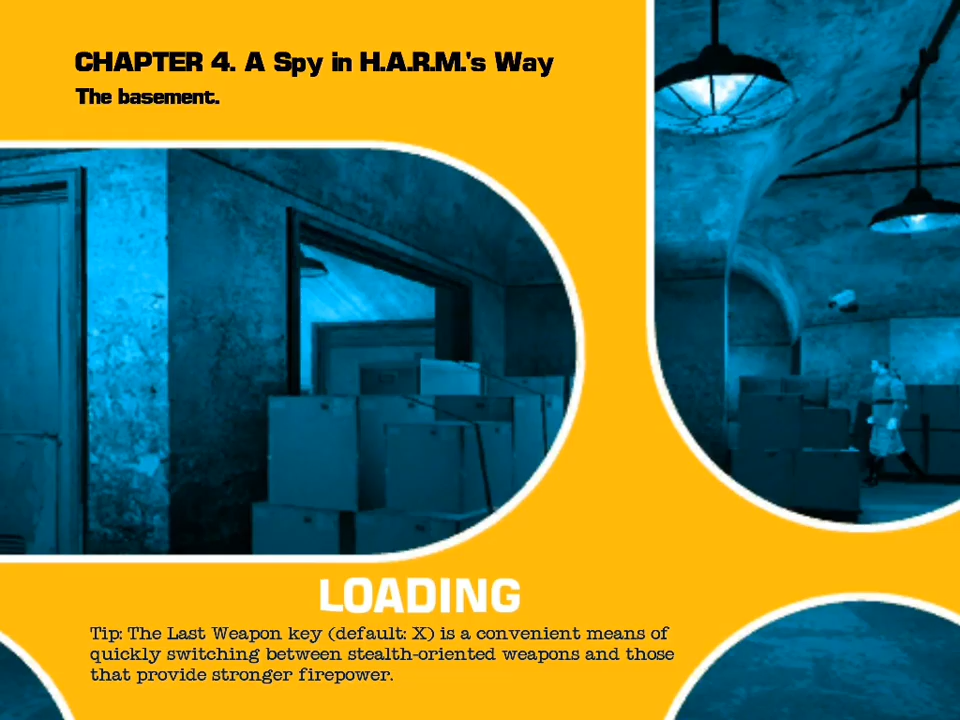 CHAPTER 4. A Spy in H.A.R.M.'s Way
The basement.
LOADING
Tip: The Last Weapon key (default: X) is a convenient means of
quickly switching between stealth-oriented weapons and those
that provide stronger firepower.